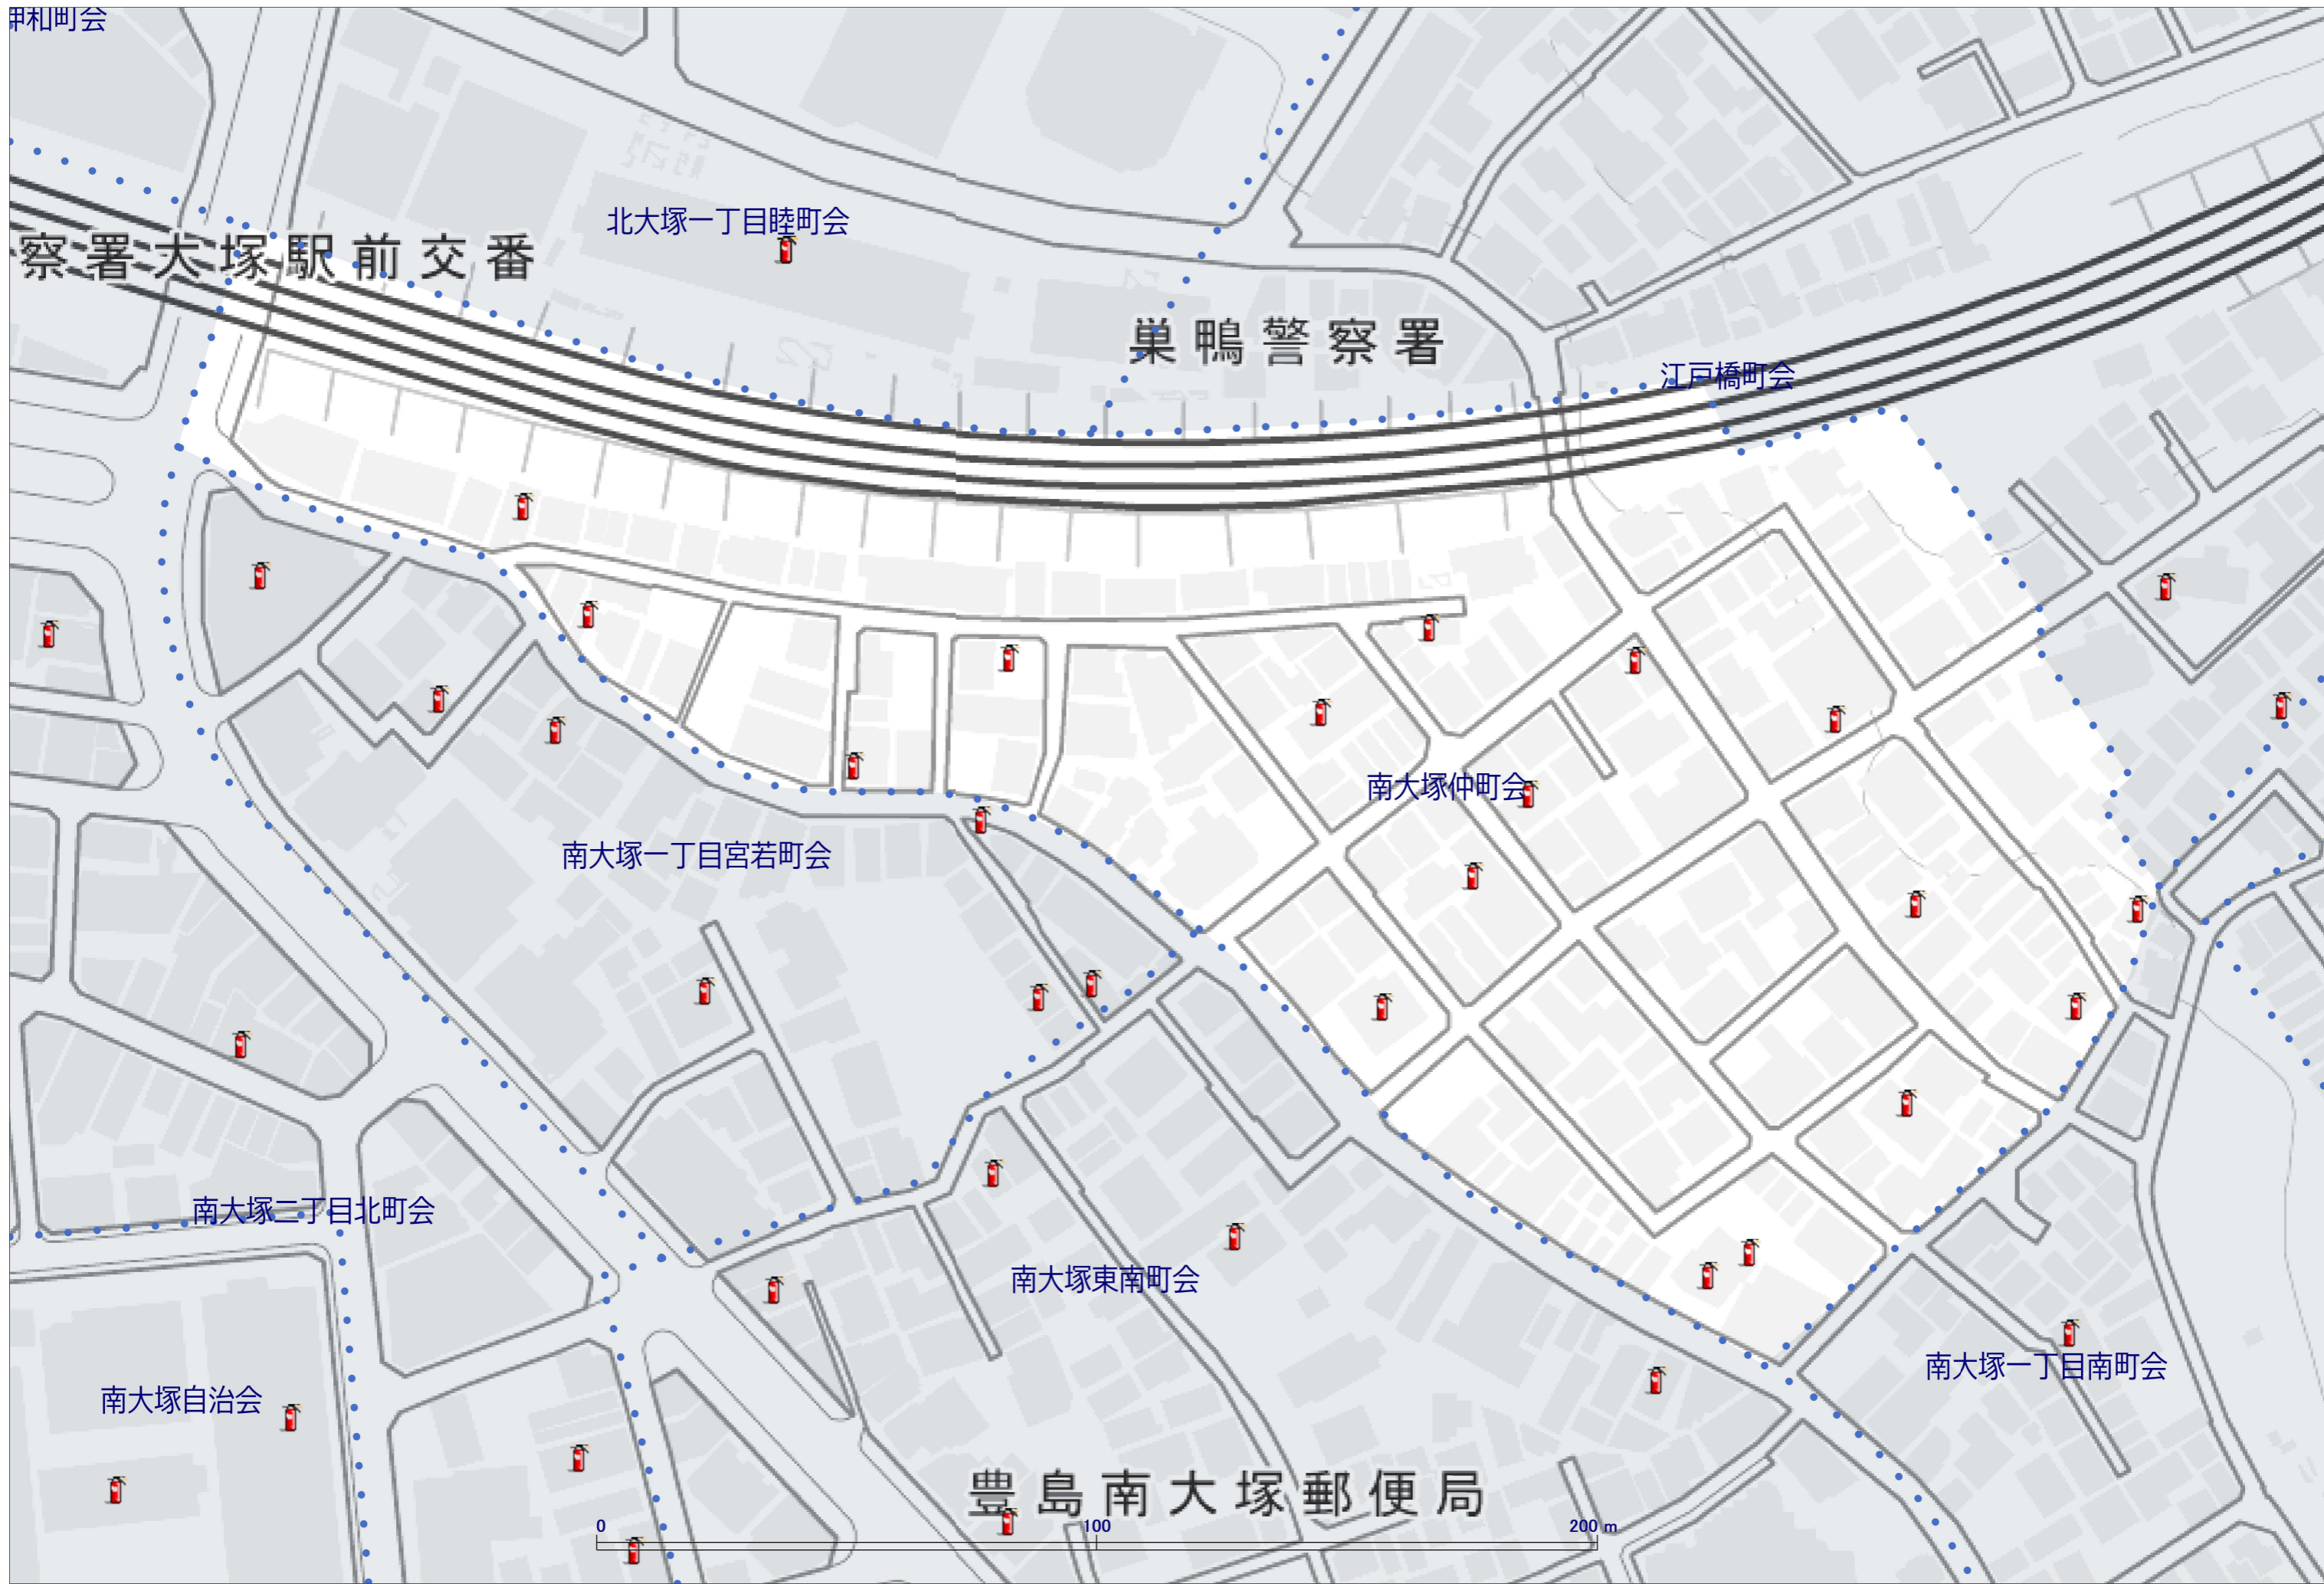 和町会
北大塚一丁目睦町会
察署大塚駅前交番
巣鴨警察署
江戸橋町会
南大塚仲町会
南大塚一丁目宮若町会
南大塚二丁目北町会
南大塚東南町会
南大塚一丁目南町会
南大塚自治会
豊島南大塚郵便局
0 100 200 m